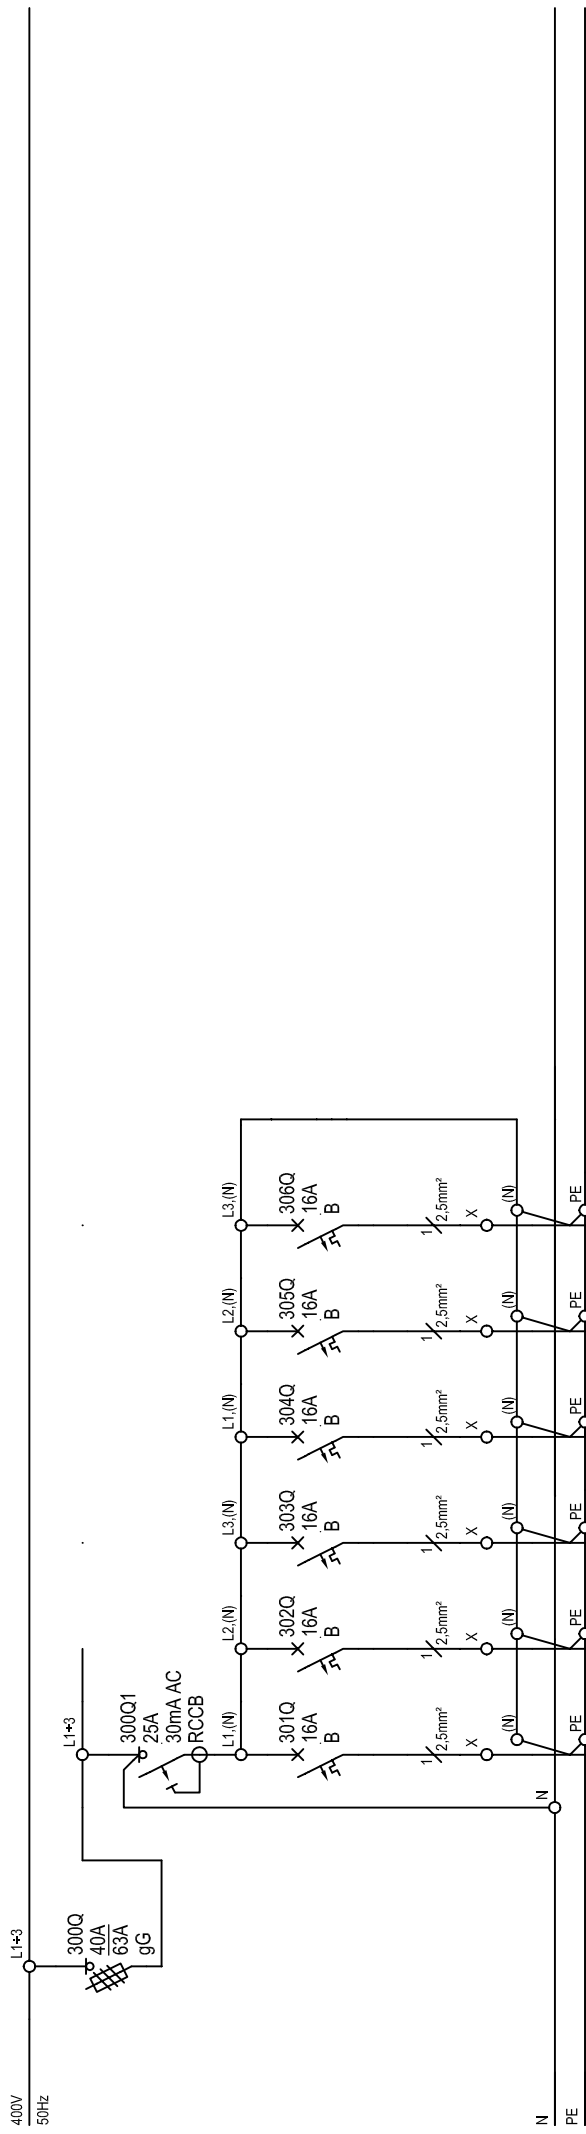 400V
50Hz
L1÷3
300Q
40A
63A
gG
L1÷3
300Q1
25A
30mA AC
RCCB
L1,(N)
301Q
16A
B
1
2,5mm²
X
(N)
PE
L2,(N)
302Q
16A
B
1
2,5mm²
X
(N)
PE
L3,(N)
303Q
16A
B
1
2,5mm²
X
(N)
PE
L1,(N)
304Q
16A
B
1
2,5mm²
X
(N)
PE
L2,(N)
305Q
16A
B
1
2,5mm²
X
(N)
PE
L3,(N)
306Q
16A
B
1
2,5mm²
X
(N)
PE
N
N
PE